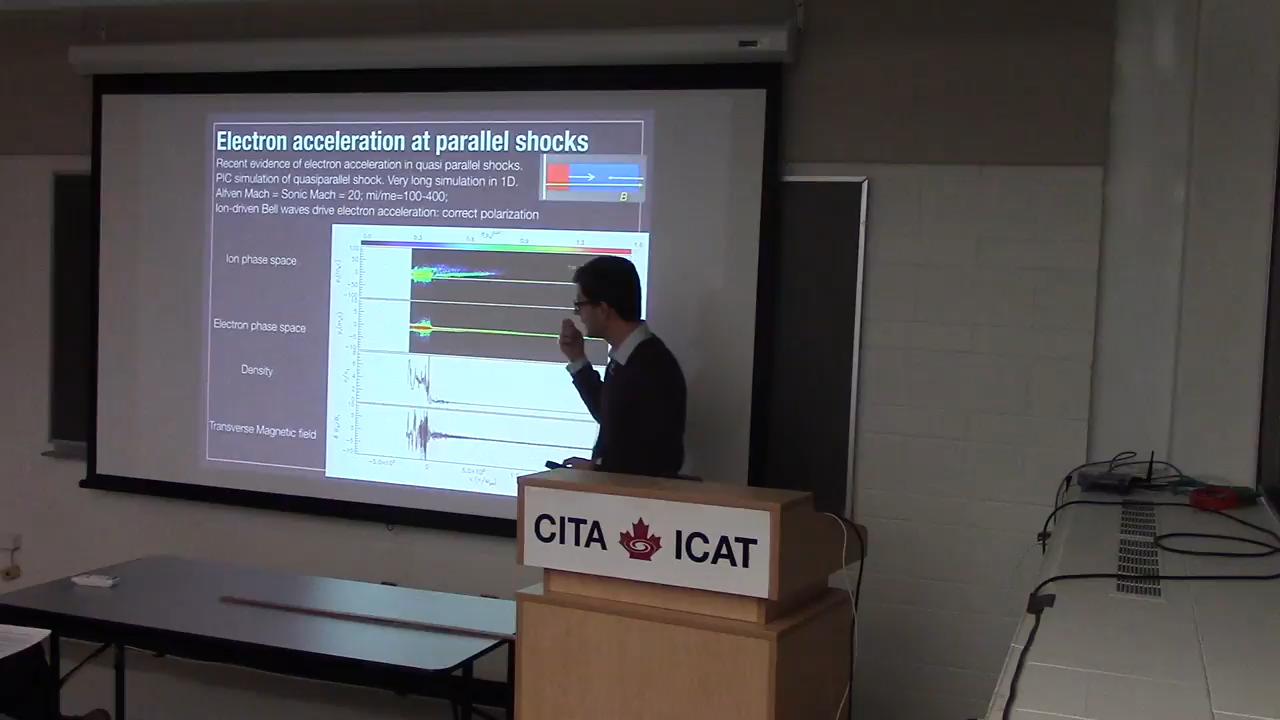 Electron acceleration at parallel shocks
Recent evidence of electron acceleration in quasi parallel shocks.
PIC simulation of quasiparallel shock. Very long simulation in 1D.
Alfven Mach = Sonic Mach = 20; mi/me=100-400;
Ion-driven Bell waves drive electron acceleration: correct polarization
B
Ion phase space
Electron phase space
Density
Transverse Magnetic field
0
CITA ICAT